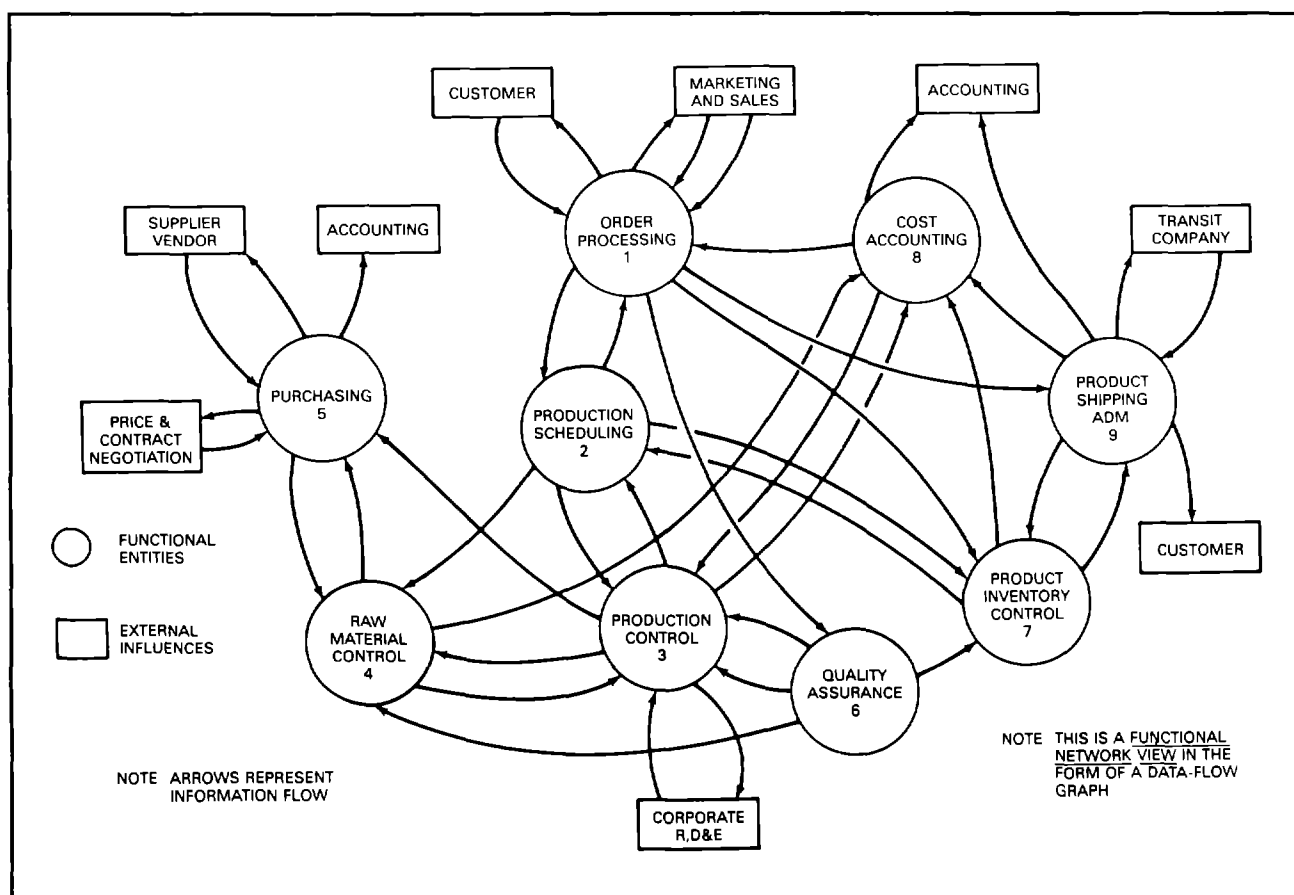 CUSTOMER
MARKETING
AND SALES
ACCOUNTING
SUPPLIER
VENDOR
ACCOUNTING
ORDER
PROCESSING
1
COST
ACCOUNTING
8
TRANSIT
COMPANY
PURCHASING
5
PRODUCTION
SCHEDULING
2
PRODUCT
SHIPPING
ADM
9
PRICE &
CONTRACT
NEGOTIATION
FUNCTIONAL
ENTITIES
CUSTOMER
EXTERNAL
INFLUENCES
RAW
MATERIAL
CONTROL
4
PRODUCTION
CONTROL
3
QUALITY
ASSURANCE
6
PRODUCT
INVENTORY
CONTROL
7
NOTE ARROWS REPRESENT
INFORMATION FLOW
CORPORATE
R,D&E
NOTE THIS IS A FUNCTIONAL
NETWORK VIEW IN THE
FORM OF A DATA-FLOW
GRAPH